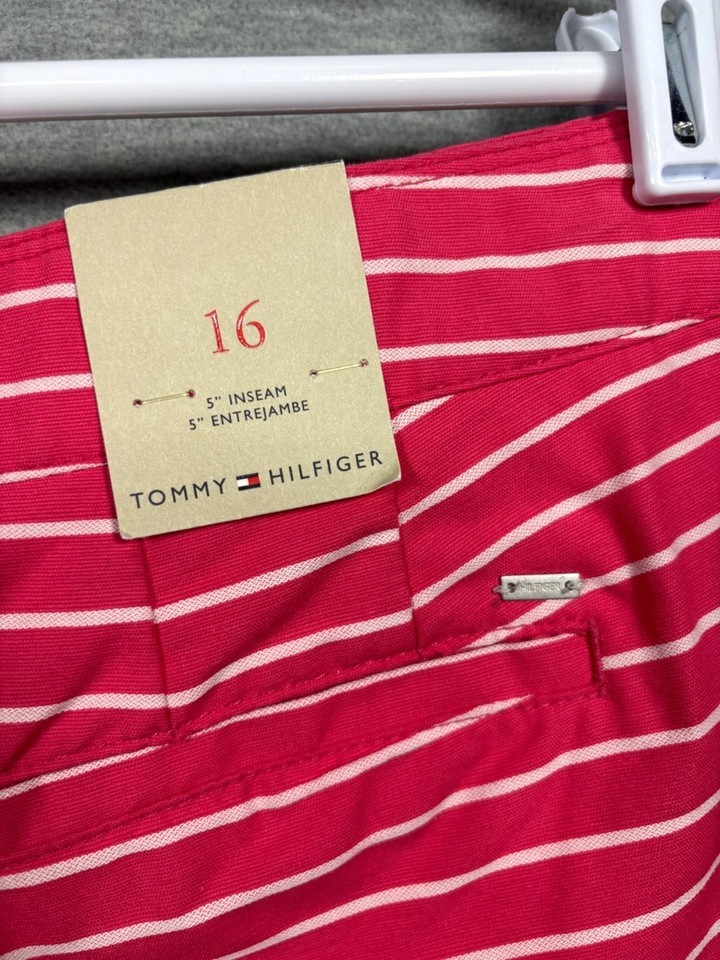 16
5" INSEAM
5" ENTREJAMBE
TOMMY HILFIGER
HILFIGER